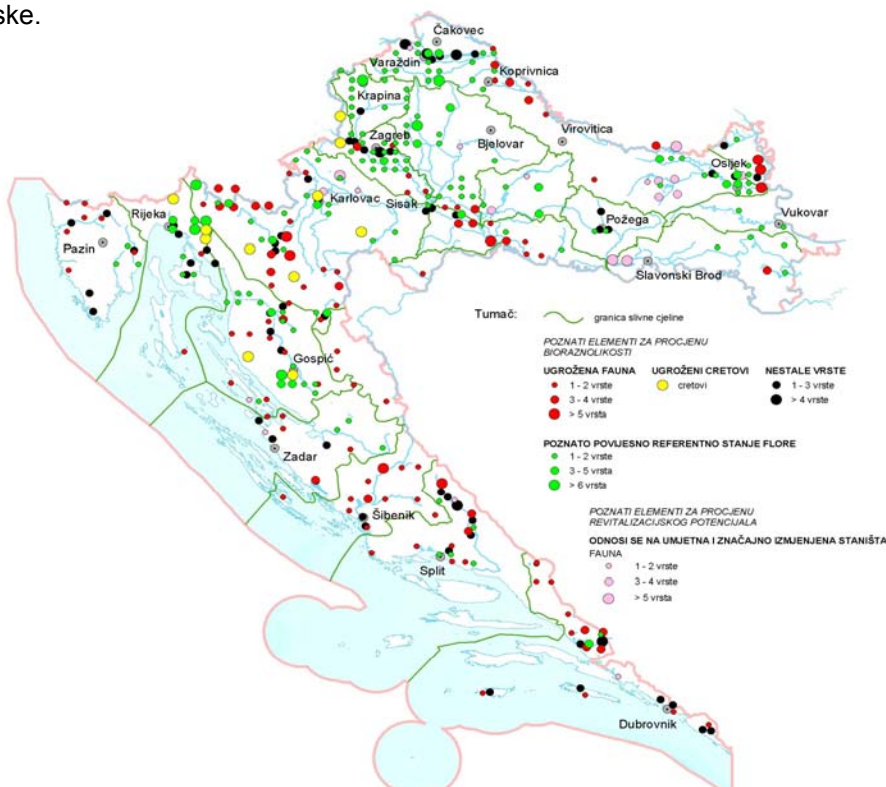 ske.
Čakovec
Varaždin
Koprivnica
Krapina
Zagreb
Bjelovar
Virovitica
Osijek
Rijeka
Karlovac
Sisak
Požega
Vukovar
Pazin
Slavonski Brod
Tumač:
granica slivne cjeline
POZNATI ELEMENTI ZA PROCJENU
BIORAZNOLIKOSTI
UGROŽENA FAUNA
1 - 2 vrste
3 - 4 vrste
> 5 vrsta
UGROŽENI CRETOVI
cretovi
NESTALE VRSTE
1 - 3 vrste
> 4 vrste
Gospić
POZNATO POVIJESNO REFERENTNO STANJE FLORE
1 - 2 vrste
3 - 5 vrsta
> 6 vrsta
Zadar
POZNATI ELEMENTI ZA PROCJENU
REVITALIZACIJSKOG POTENCIJALA
ODNOSI SE NA UMJETNA I ZNAČAJNO IZMJENJENA STANIŠTA
FAUNA
1 - 2 vrste
3 - 4 vrste
> 5 vrsta
Šibenik
Split
Dubrovnik